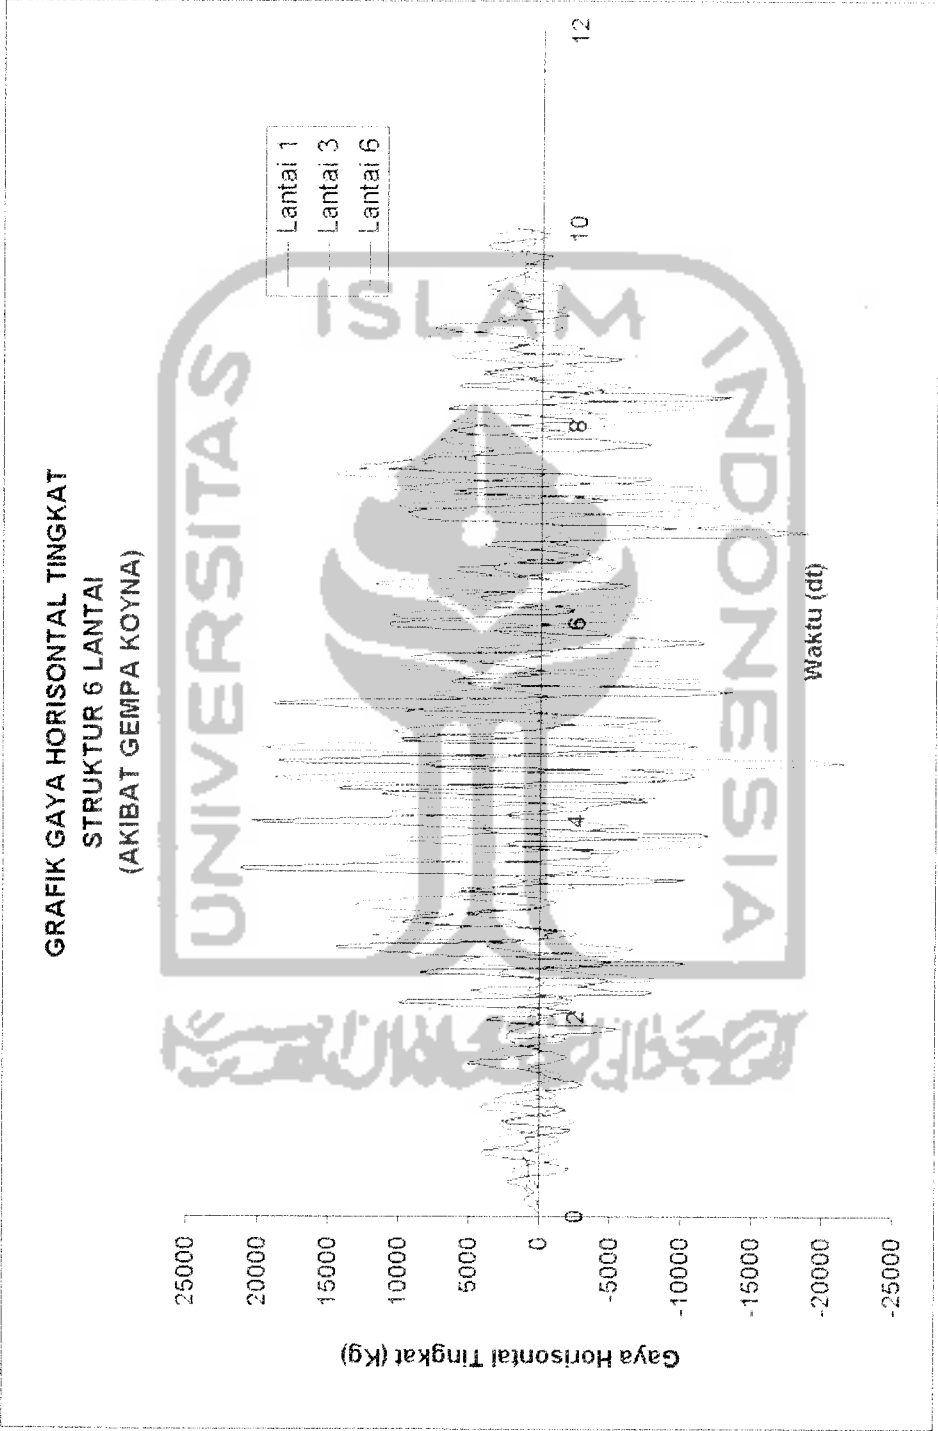 GRAFIK GAYA HORISONTAL TINGKAT
STRUKTUR 6 LANTAI
(AKIBAT GEMPA KOYNA)
Gaya Horisontal Tingkat (Kg)
25000
20000
15000
10000
5000
0
-5000
-10000
-15000
-20000
-25000
0
2
4
6
8
10
12
Waktu (dt)
Lantai 1
Lantai 3
Lantai 6
UNIVERSITAS
ISLAM
INDONESIA